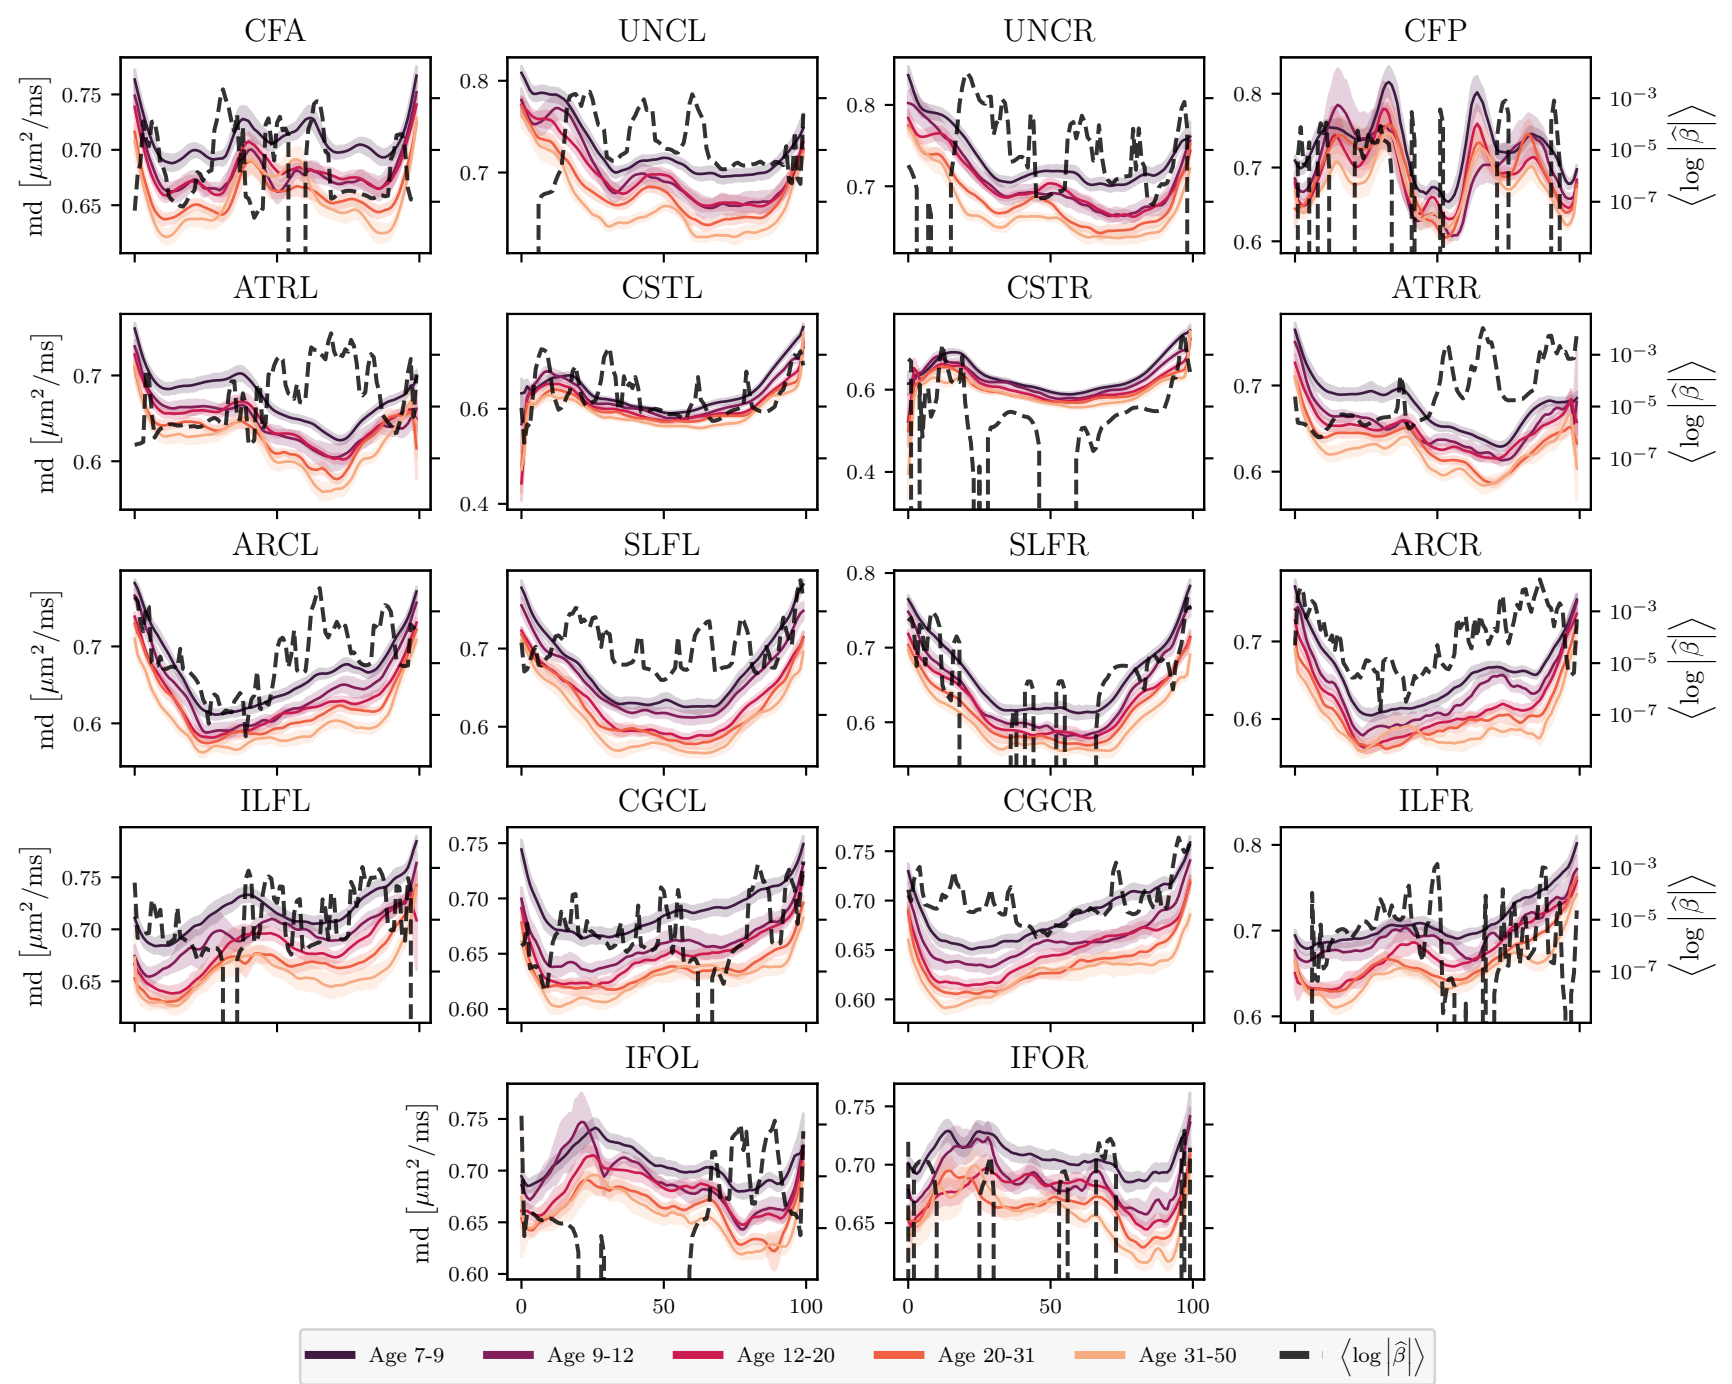 CFA UNCL UNCR CFP
md [μm²/ms] 0.75 0.70 0.65
0.8 0.7
0.8 0.7
0.8 0.7 0.6
10⁻³ 10⁻⁵ 10⁻⁷ ⟨log |β̂|⟩
ATRL CSTL CSTR ATRR
md [μm²/ms] 0.7 0.6
0.6 0.4
0.6 0.4
0.7 0.6
10⁻³ 10⁻⁵ 10⁻⁷ ⟨log |β̂|⟩
ARCL SLFL SLFR ARCR
md [μm²/ms] 0.7 0.6
0.7 0.6
0.8 0.7 0.6
0.7 0.6
10⁻³ 10⁻⁵ 10⁻⁷ ⟨log |β̂|⟩
ILFL CGCL CGCR ILFR
md [μm²/ms] 0.75 0.70 0.65
0.75 0.70 0.65 0.60
0.75 0.70 0.65 0.60
0.8 0.7 0.6
10⁻³ 10⁻⁵ 10⁻⁷ ⟨log |β̂|⟩
IFOL IFOR
md [μm²/ms] 0.75 0.70 0.65 0.60
0.75 0.70 0.65
0 50 100 0 50 100
Age 7-9 Age 9-12 Age 12-20 Age 20-31 Age 31-50 ⟨log |β̂|⟩